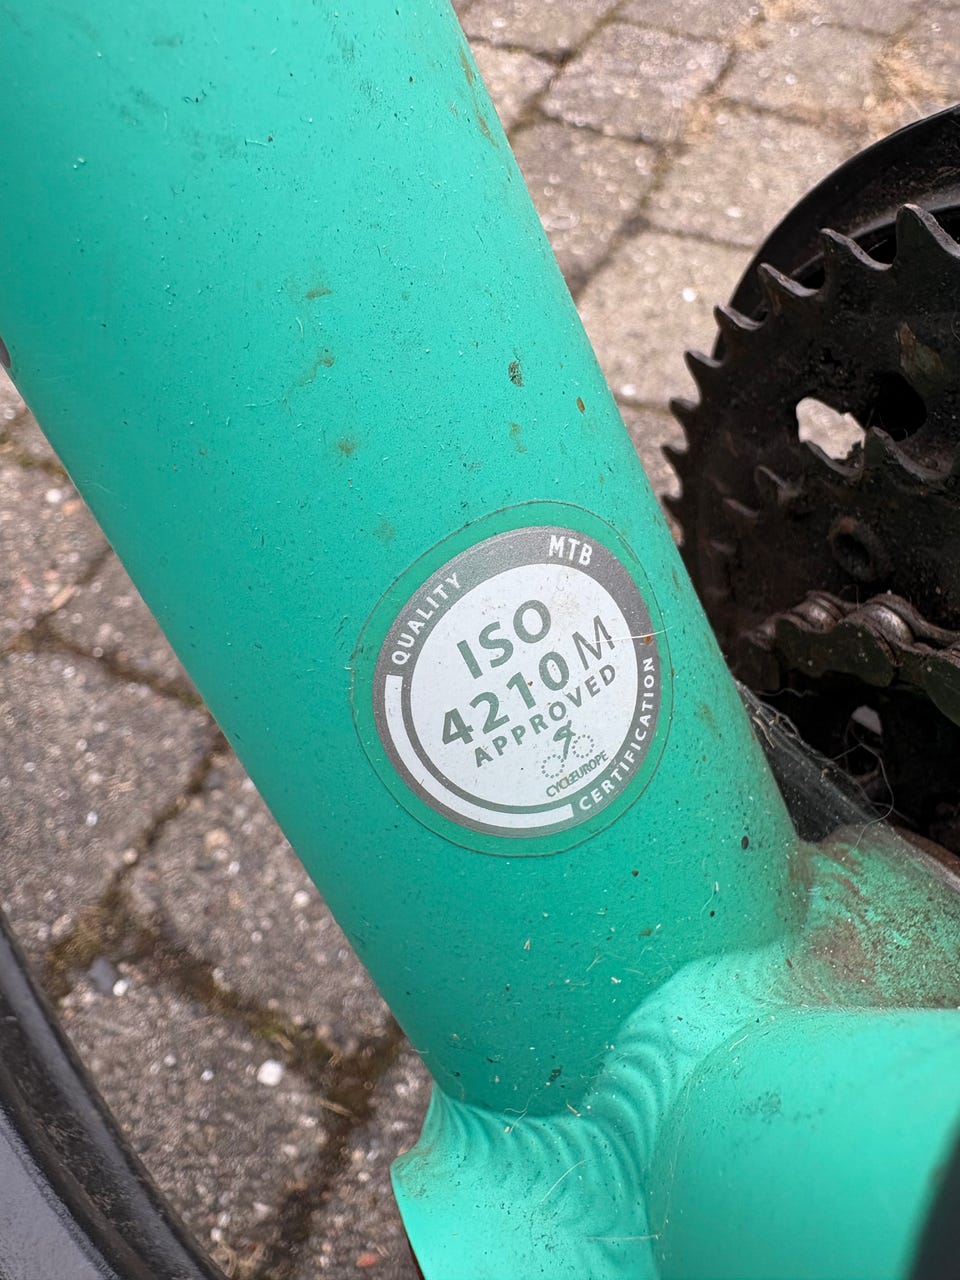 QUALITY MTB
ISO
4210 M
APPROVED
CYCLEUROPE
CERTIFICATION